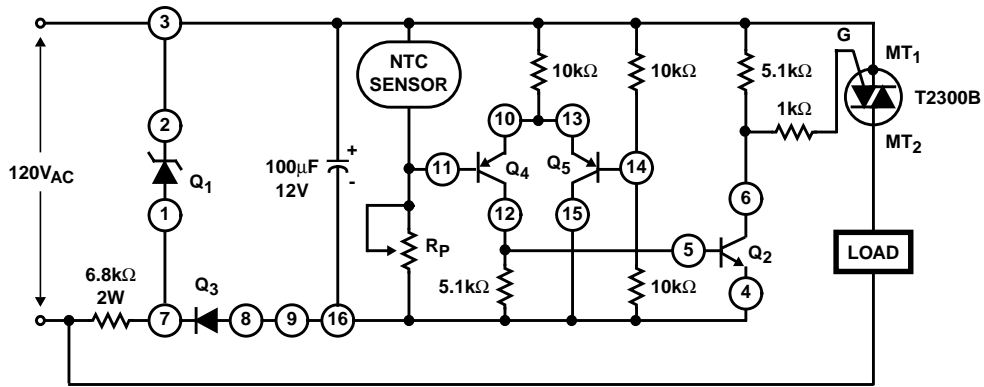 3
NTC
SENSOR
10kΩ
10kΩ
5.1kΩ
G
MT1
T2300B
1kΩ
MT2
2
10
13
120VAC
Q1
100µF
12V
+
-
11
Q4
Q5
14
1
12
15
6
RP
5
Q2
LOAD
6.8kΩ
2W
Q3
5.1kΩ
10kΩ
4
7
8
9
16